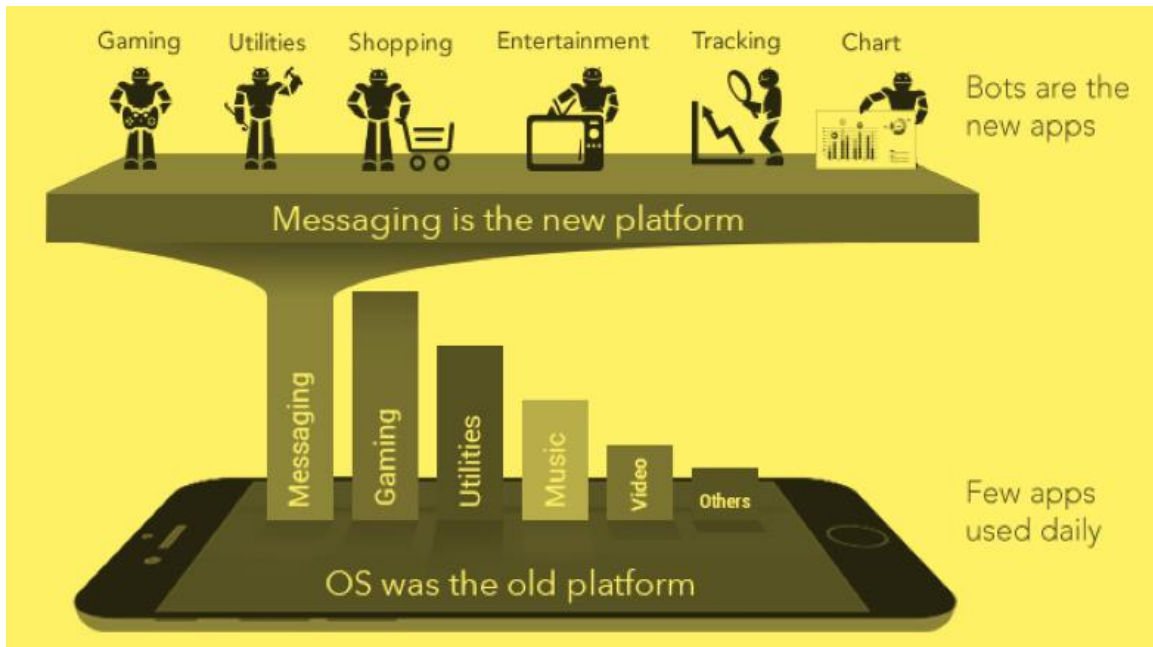 Gaming
Utilities
Shopping
Entertainment
Tracking
Chart
Bots are the
new apps
Messaging is the new platform
Messaging
Gaming
Utilities
Music
Video
Others
Few apps
used daily
OS was the old platform